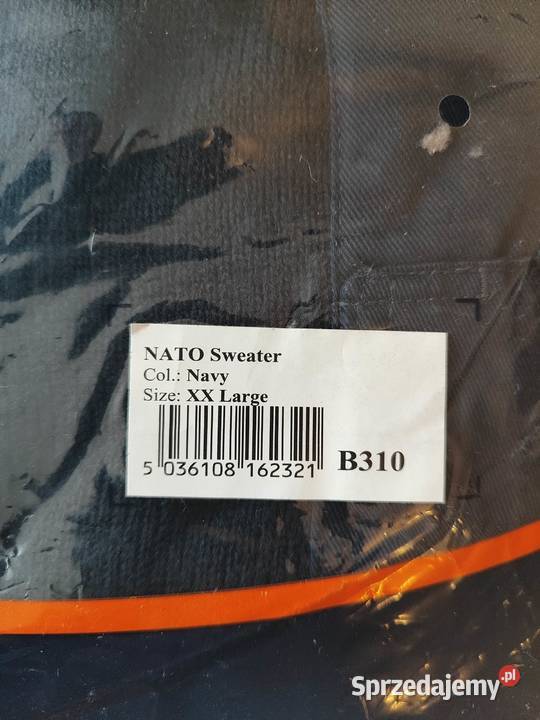 NATO Sweater
Col.: Navy
Size: XX Large
5 036108 162321
B310
Sprzedajemy.pl